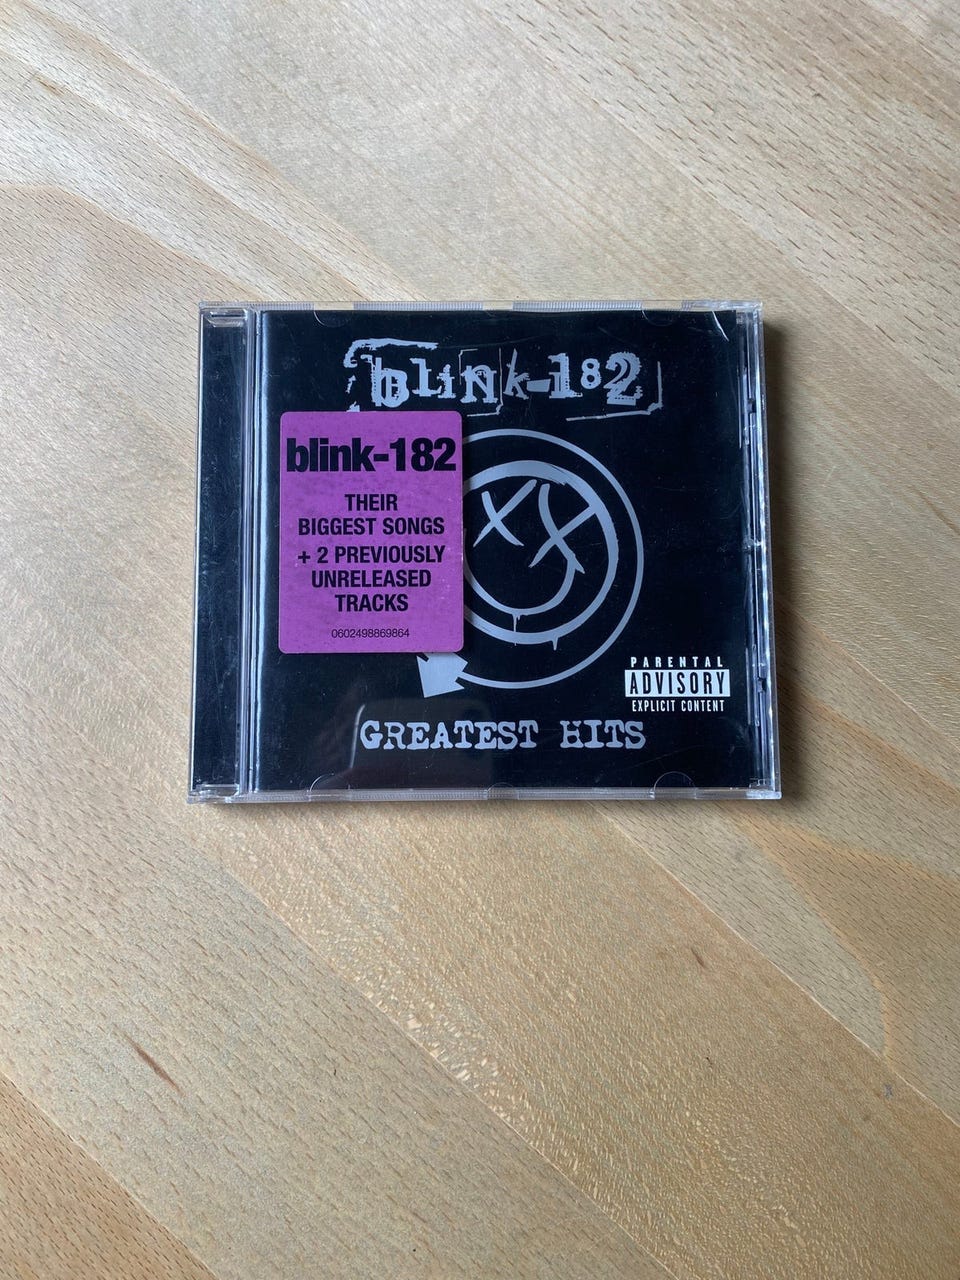 blink-182
blink-182
THEIR
BIGGEST SONGS
+ 2 PREVIOUSLY
UNRELEASED
TRACKS
0602498869864
PARENTAL
ADVISORY
EXPLICIT CONTENT
GREATEST HITS